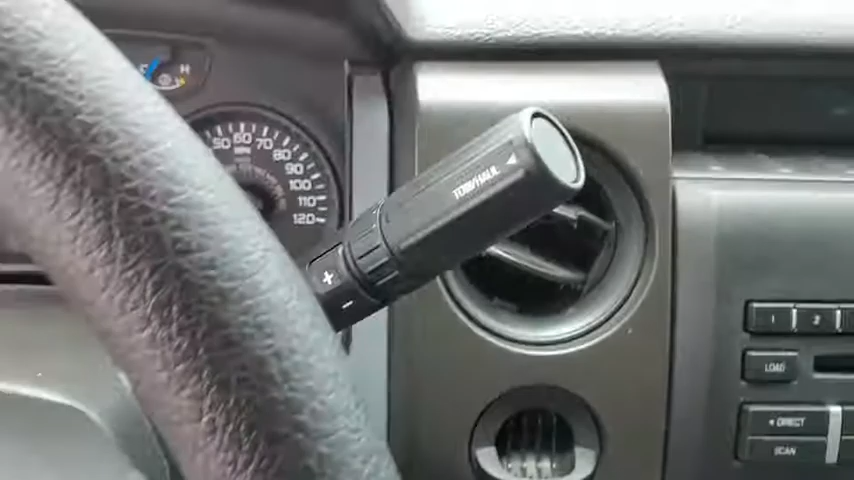 H
50 60 70 80 90 100 110 120
TOW/HAUL
+
-
1 2
LOAD
DIRECT
SCAN